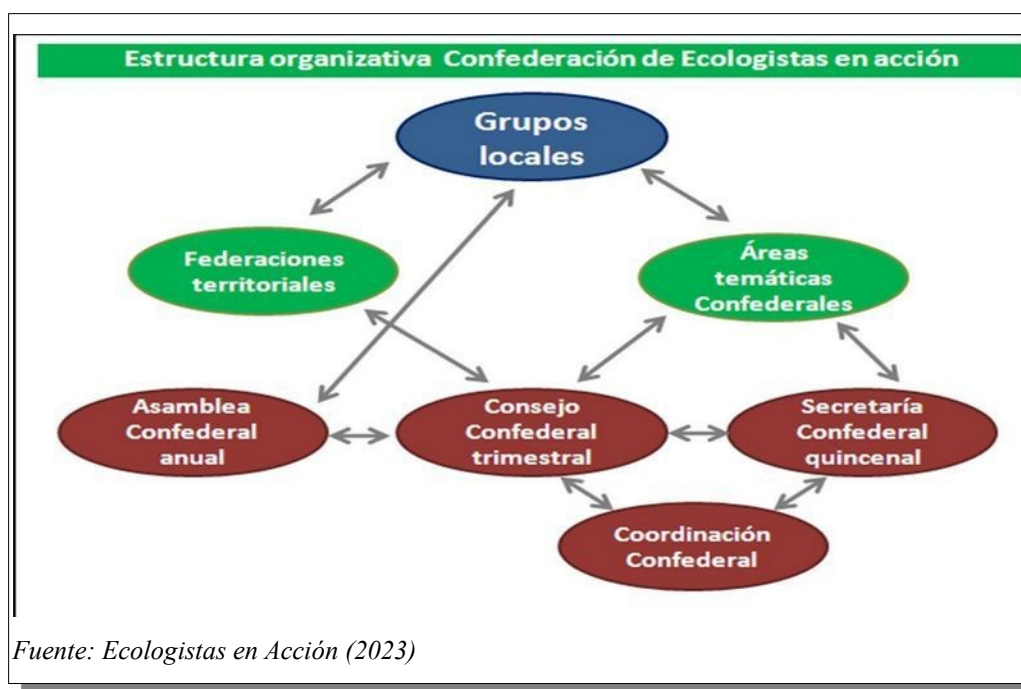 Estructura organizativa Confederación de Ecologistas en acción
Grupos
locales
Federaciones
territoriales
Áreas
temáticas
Confederales
Asamblea
Confederal
anual
Consejo
Confederal
trimestral
Secretaría
Confederal
quincenal
Coordinación
Confederal
Fuente: Ecologistas en Acción (2023)